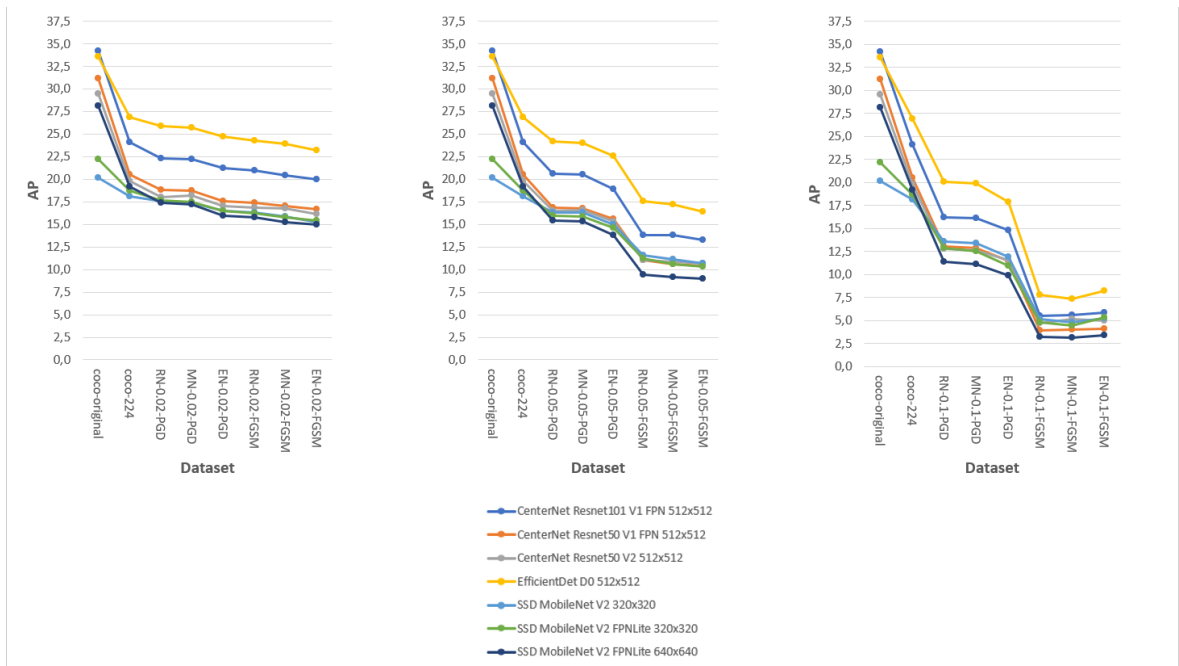 37,5
35,0
32,5
30,0
27,5
25,0
22,5
20,0
17,5
15,0
12,5
10,0
7,5
5,0
2,5
0,0
AP
coco-original
coco-224
RN-0.02-PGD
MN-0.02-PGD
EN-0.02-PGD
RN-0.02-FGSM
MN-0.02-FGSM
EN-0.02-FGSM
Dataset
37,5
35,0
32,5
30,0
27,5
25,0
22,5
20,0
17,5
15,0
12,5
10,0
7,5
5,0
2,5
0,0
AP
coco-original
coco-224
RN-0.05-PGD
MN-0.05-PGD
EN-0.05-PGD
RN-0.05-FGSM
MN-0.05-FGSM
EN-0.05-FGSM
Dataset
37,5
35,0
32,5
30,0
27,5
25,0
22,5
20,0
17,5
15,0
12,5
10,0
7,5
5,0
2,5
0,0
AP
coco-original
coco-224
RN-0.1-PGD
MN-0.1-PGD
EN-0.1-PGD
RN-0.1-FGSM
MN-0.1-FGSM
EN-0.1-FGSM
Dataset
CenterNet Resnet101 V1 FPN 512x512
CenterNet Resnet50 V1 FPN 512x512
CenterNet Resnet50 V2 512x512
EfficientDet D0 512x512
SSD MobileNet V2 320x320
SSD MobileNet V2 FPNLite 320x320
SSD MobileNet V2 FPNLite 640x640